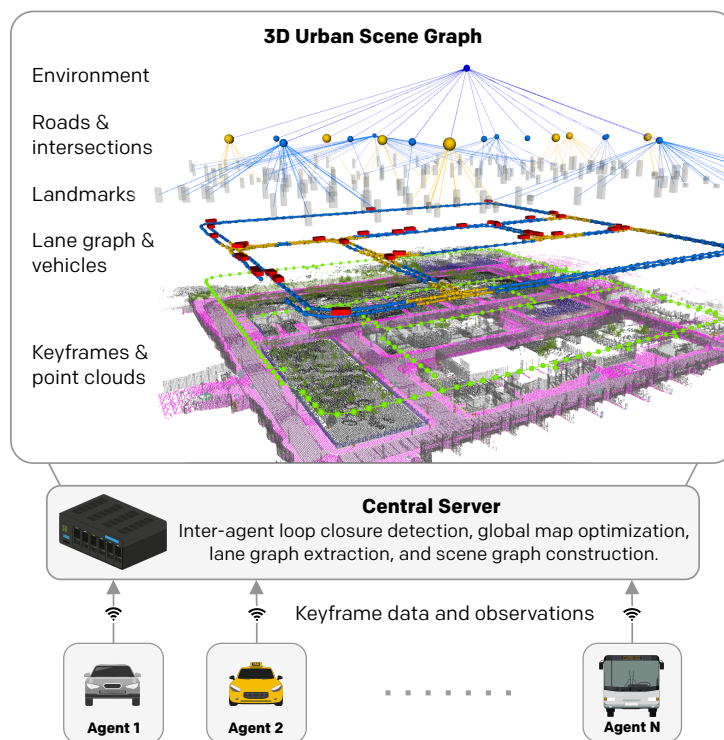 3D Urban Scene Graph
Environment
Roads &
intersections
Landmarks
Lane graph &
vehicles
Keyframes &
point clouds
Central Server
Inter-agent loop closure detection, global map optimization,
lane graph extraction, and scene graph construction.
Keyframe data and observations
Agent 1
TAXI
Agent 2
Agent N